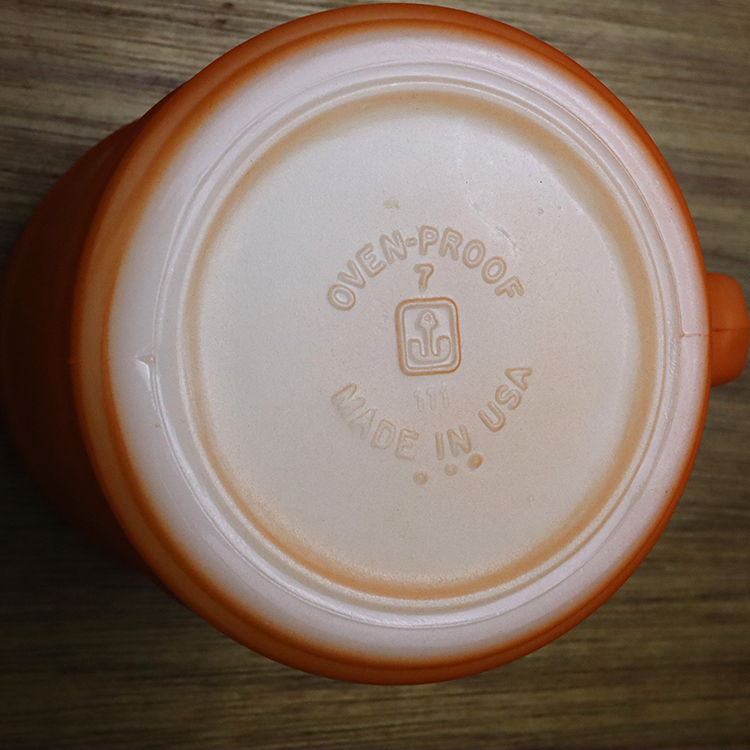 OVEN-PROOF
7
111
MADE IN USA